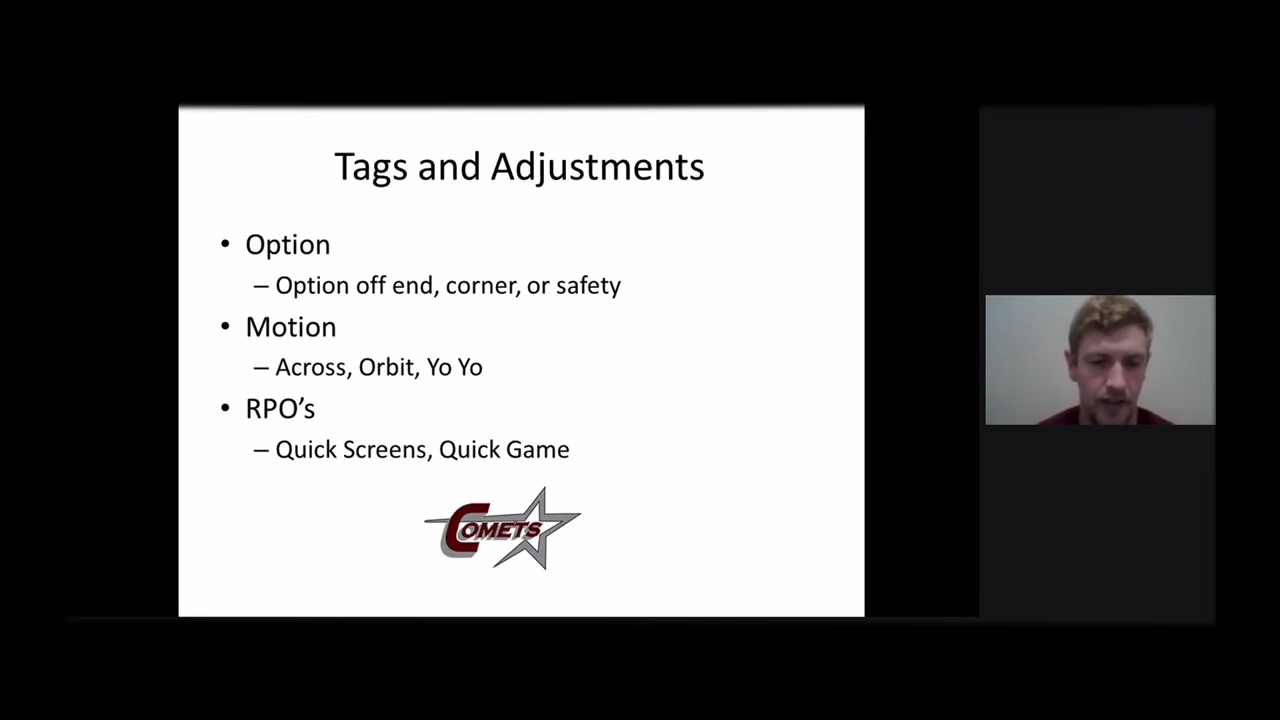 Tags and Adjustments
• Option
– Option off end, corner, or safety
• Motion
– Across, Orbit, Yo Yo
• RPO's
– Quick Screens, Quick Game
COMETS